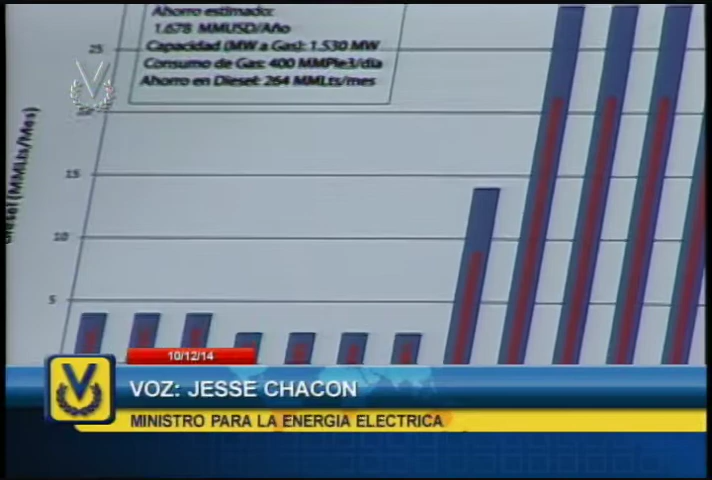 Ahorro estimado:
1.678 MMUSD/Año
Capacidad (MW a Gas): 1.530 MW
Consumo de Gas: 400 MMPie3/día
Ahorro en Diesel: 264 MMLts/mes
25
20
15
10
5
Diesel (MMLts/Mes)
10/12/14
VOZ: JESSE CHACON
MINISTRO PARA LA ENERGIA ELECTRICA